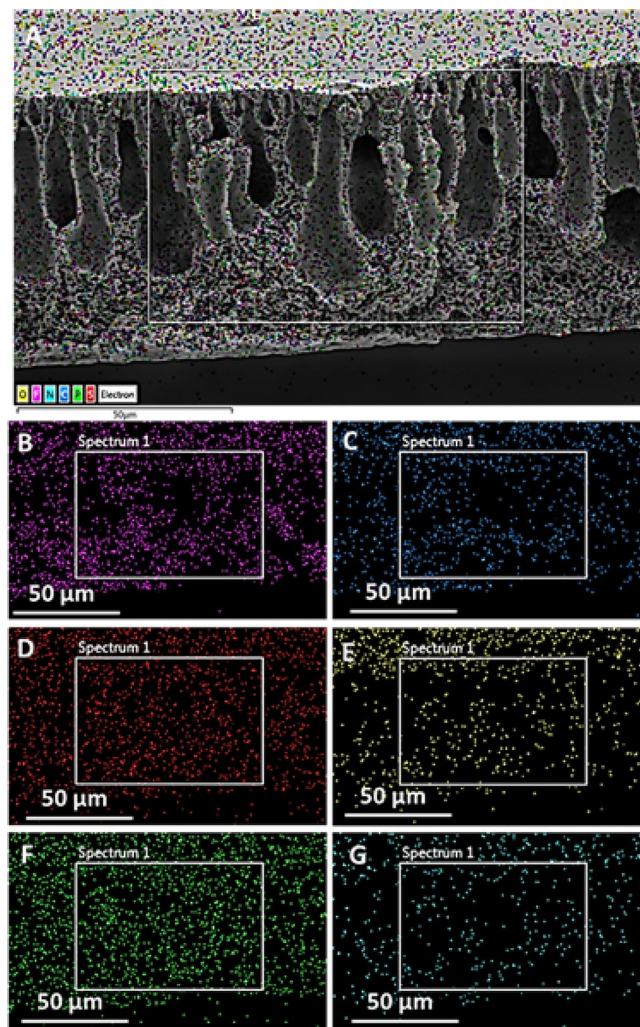 A
O F N C P S Electron
50µm
B Spectrum 1
50 µm
C Spectrum 1
50 µm
D Spectrum 1
50 µm
E Spectrum 1
50 µm
F Spectrum 1
50 µm
G Spectrum 1
50 µm